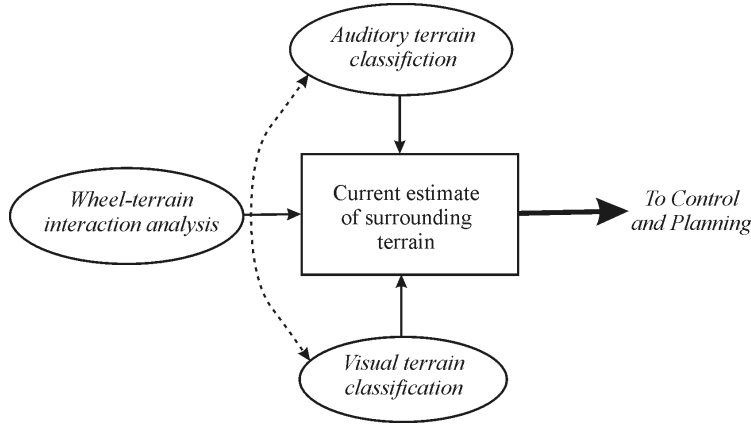 Auditory terrain
classifiction
Wheel-terrain
interaction analysis
Current estimate
of surrounding
terrain
To Control
and Planning
Visual terrain
classification